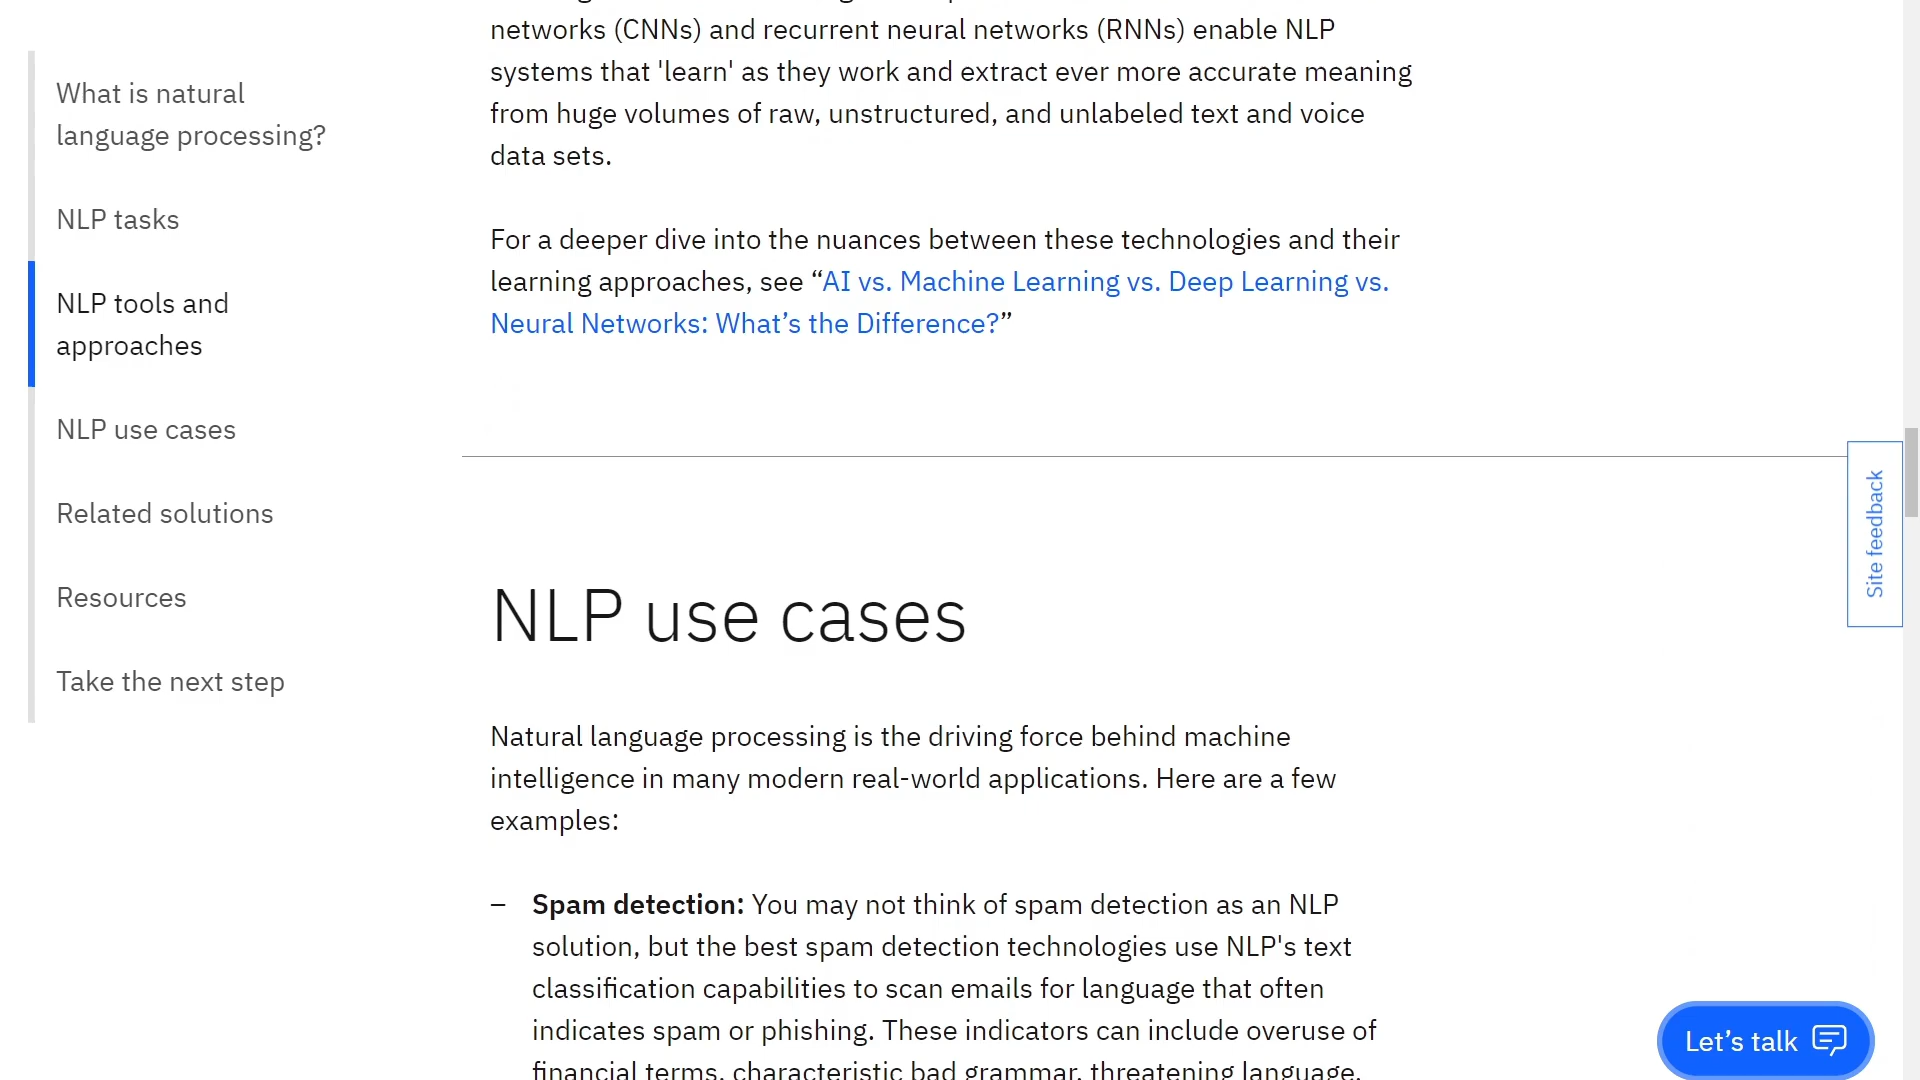 What is natural
language processing?
NLP tasks
NLP tools and
approaches
NLP use cases
Related solutions
Resources
Take the next step
networks (CNNs) and recurrent neural networks (RNNs) enable NLP
systems that 'learn' as they work and extract ever more accurate meaning
from huge volumes of raw, unstructured, and unlabeled text and voice
data sets.
For a deeper dive into the nuances between these technologies and their
learning approaches, see “AI vs. Machine Learning vs. Deep Learning vs.
Neural Networks: What’s the Difference?”
NLP use cases
Natural language processing is the driving force behind machine
intelligence in many modern real-world applications. Here are a few
examples:
– Spam detection: You may not think of spam detection as an NLP
solution, but the best spam detection technologies use NLP's text
classification capabilities to scan emails for language that often
indicates spam or phishing. These indicators can include overuse of
financial terms, characteristic bad grammar, threatening language,
Site feedback
Let’s talk